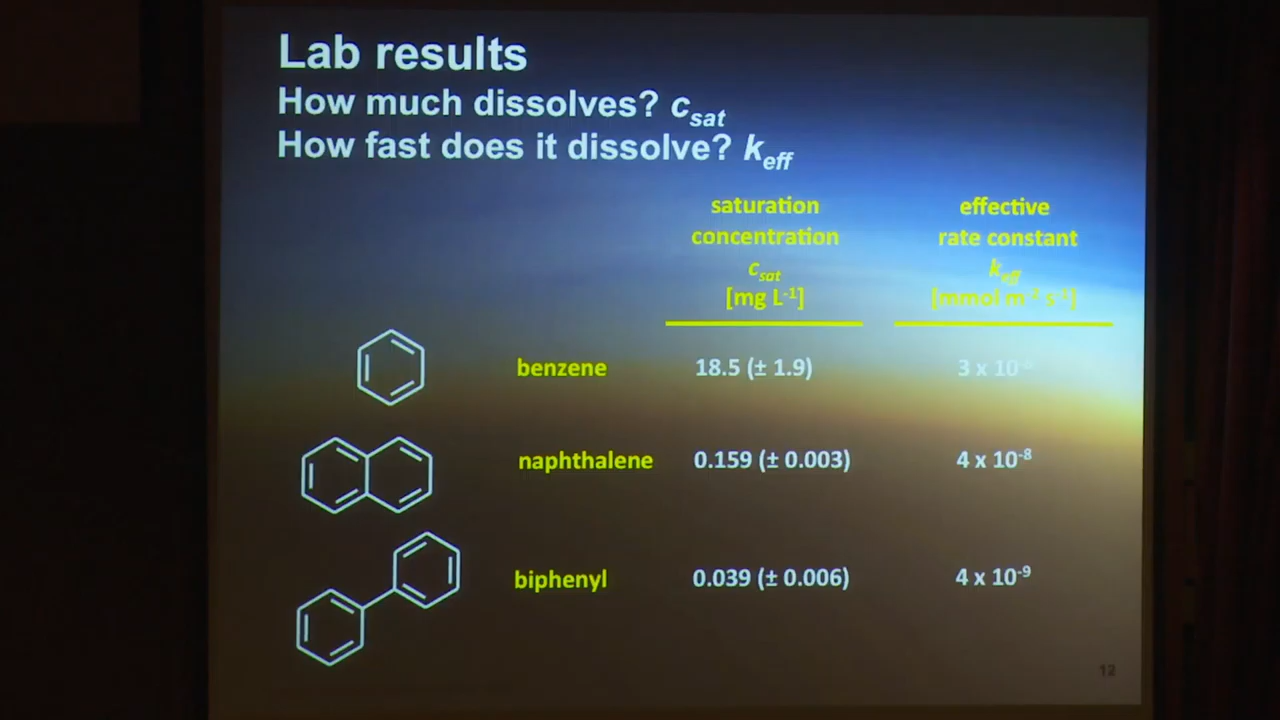 Lab results
How much dissolves? c_sat
How fast does it dissolve? k_eff
saturation concentration c_sat [mg L⁻¹]
effective rate constant k_eff [mmol m⁻² s⁻¹]
benzene 18.5 (± 1.9) 3 x 10
naphthalene 0.159 (± 0.003) 4 x 10⁻⁸
biphenyl 0.039 (± 0.006) 4 x 10⁻⁹
12